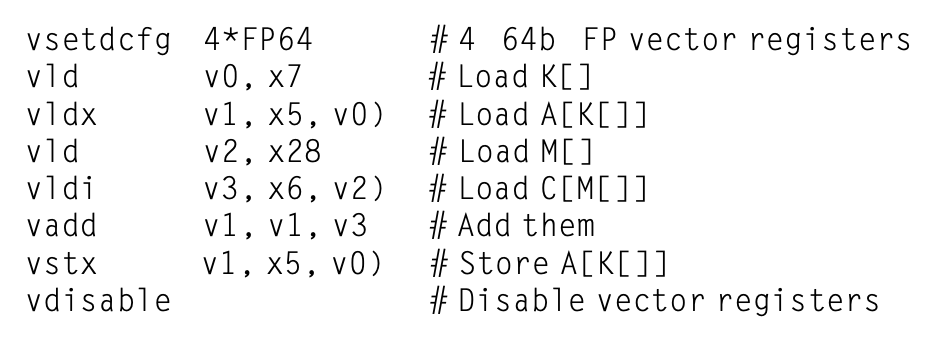 vsetdcfg 4*FP64 # 4 64b FP vector registers
vld v0, x7 # Load K[]
vldx v1, x5, v0) # Load A[K[]]
vld v2, x28 # Load M[]
vldi v3, x6, v2) # Load C[M[]]
vadd v1, v1, v3 # Add them
vstx v1, x5, v0) # Store A[K[]]
vdisable # Disable vector registers